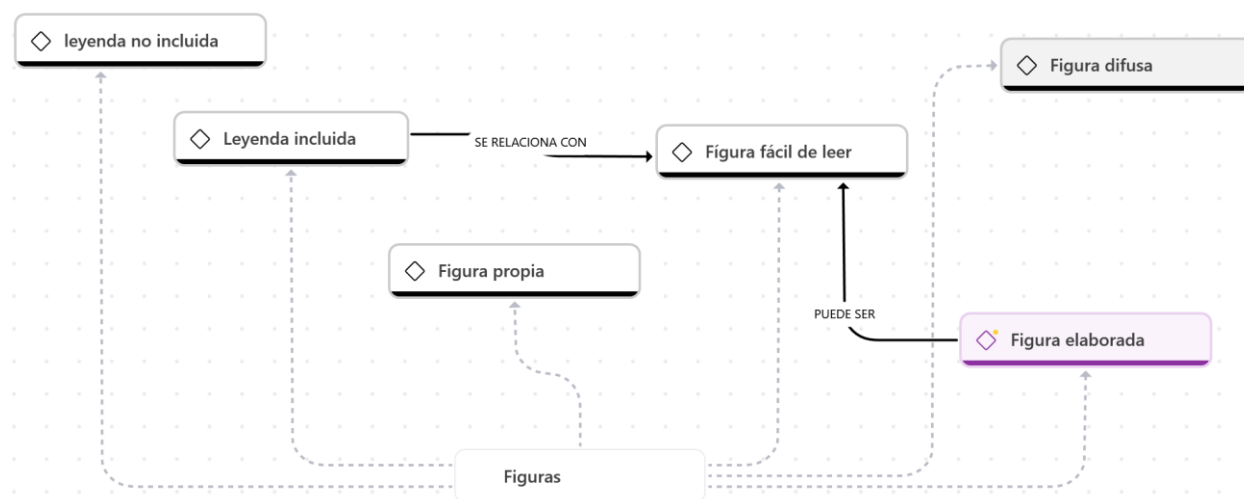 leyenda no incluida
Figura difusa
Leyenda incluida
SE RELACIONA CON
Fígura fácil de leer
Figura propia
PUEDE SER
Figura elaborada
Figuras